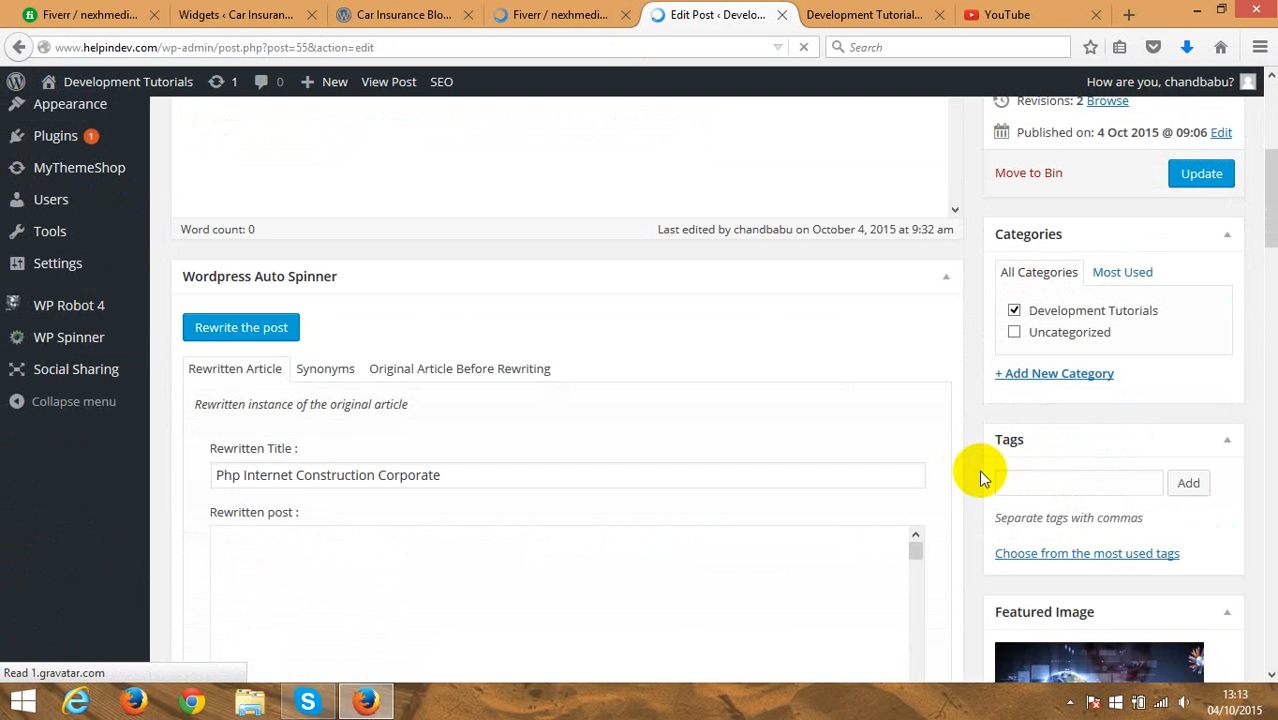 Fiverr / nexhmedi...
Widgets ‹ Car Insuran...
Car Insurance Blo...
Fiverr / nexhmedi...
Edit Post ‹ Develo...
Development Tutorial...
YouTube
www.helpindev.com/wp-admin/post.php?post=55&action=edit
Search
Development Tutorials
1
0
New
View Post
SEO
How are you, chandbabu?
Appearance
Plugins 1
MyThemeShop
Users
Tools
Settings
WP Robot 4
WP Spinner
Social Sharing
Collapse menu
Word count: 0
Last edited by chandbabu on October 4, 2015 at 9:32 am
Wordpress Auto Spinner
Rewrite the post
Rewritten Article
Synonyms
Original Article Before Rewriting
Rewritten instance of the original article
Rewritten Title :
Php Internet Construction Corporate
Rewritten post :
Revisions: 2 Browse
Published on: 4 Oct 2015 @ 09:06 Edit
Move to Bin
Update
Categories
All Categories
Most Used
Development Tutorials
Uncategorized
+ Add New Category
Tags
Add
Separate tags with commas
Choose from the most used tags
Featured Image
Read 1.gravatar.com
13:13
04/10/2015